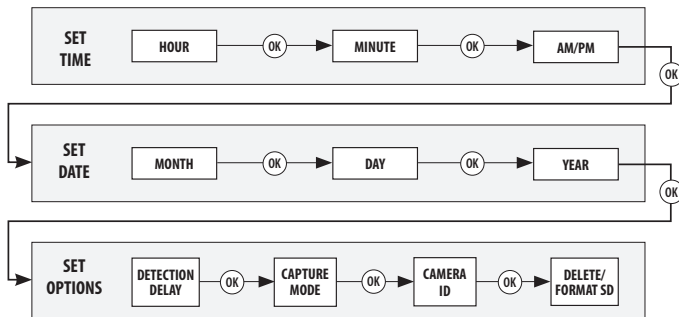 SET
TIME
HOUR
OK
MINUTE
OK
AM/PM
OK
SET
DATE
MONTH
OK
DAY
OK
YEAR
OK
SET
OPTIONS
DETECTION
DELAY
OK
CAPTURE
MODE
OK
CAMERA
ID
OK
DELETE/
FORMAT SD